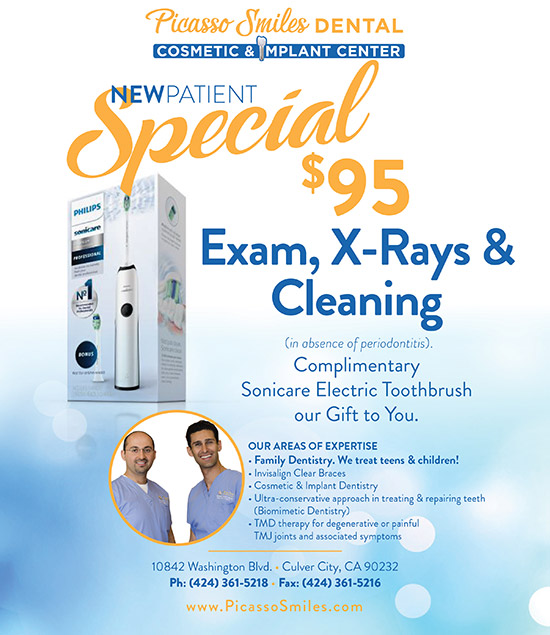 Picasso Smiles DENTAL
COSMETIC & IMPLANT CENTER
NEWPATIENT
Special
$95
Exam, X-Rays &
Cleaning
(in absence of periodontitis).
Complimentary
Sonicare Electric Toothbrush
our Gift to You.
PHILIPS
sonicare
PROFESSIONAL
Nº1
BONUS
OUR AREAS OF EXPERTISE
• Family Dentistry. We treat teens & children!
• Invisalign Clear Braces
• Cosmetic & Implant Dentistry
• Ultra-conservative approach in treating & repairing teeth
(Biomimetic Dentistry)
• TMD therapy for degenerative or painful
TMJ joints and associated symptoms
10842 Washington Blvd. • Culver City, CA 90232
Ph: (424) 361-5218 • Fax: (424) 361-5216
www.PicassoSmiles.com